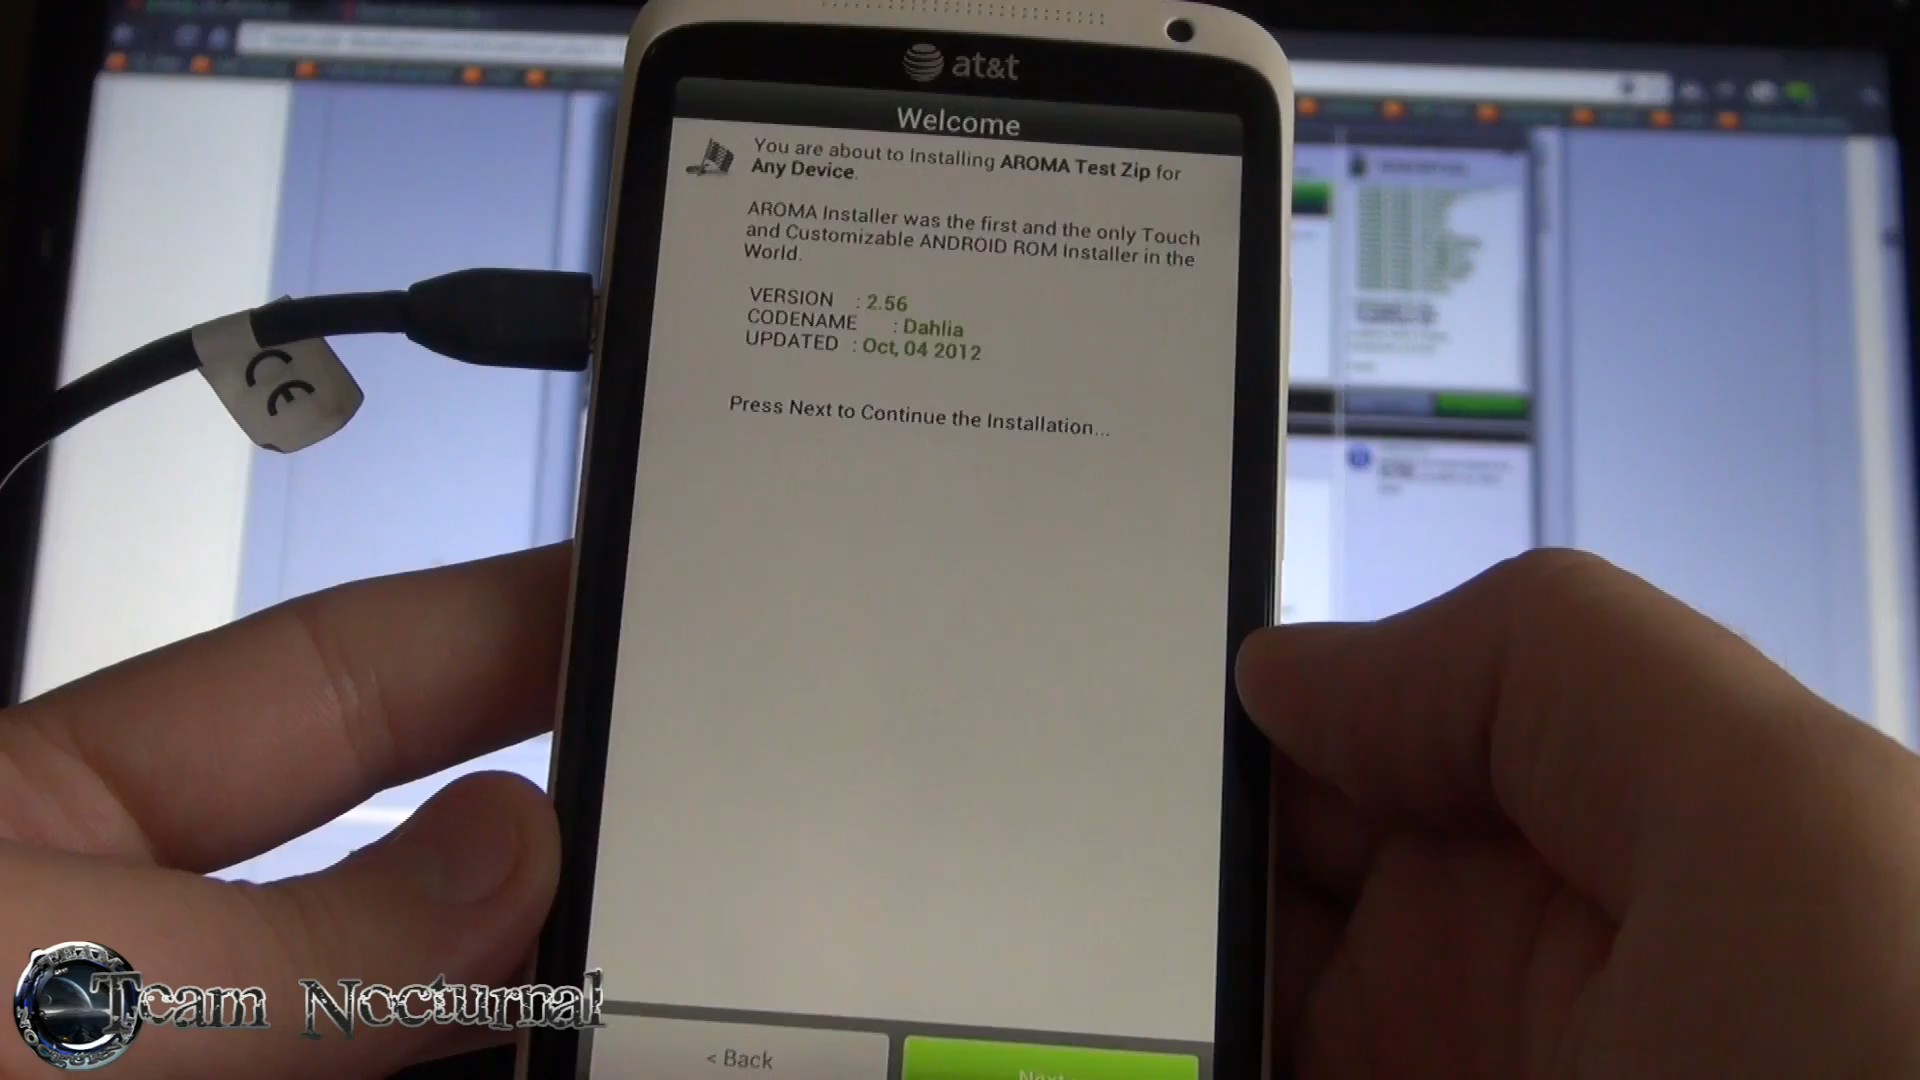 at&t
Welcome
You are about to Installing AROMA Test Zip for
Any Device.
AROMA Installer was the first and the only Touch
and Customizable ANDROID ROM Installer in the
World.
VERSION : 2.56
CODENAME : Dahlia
UPDATED : Oct, 04 2012
Press Next to Continue the Installation...
< Back
Next
CE
Team Nocturnal
TEAM